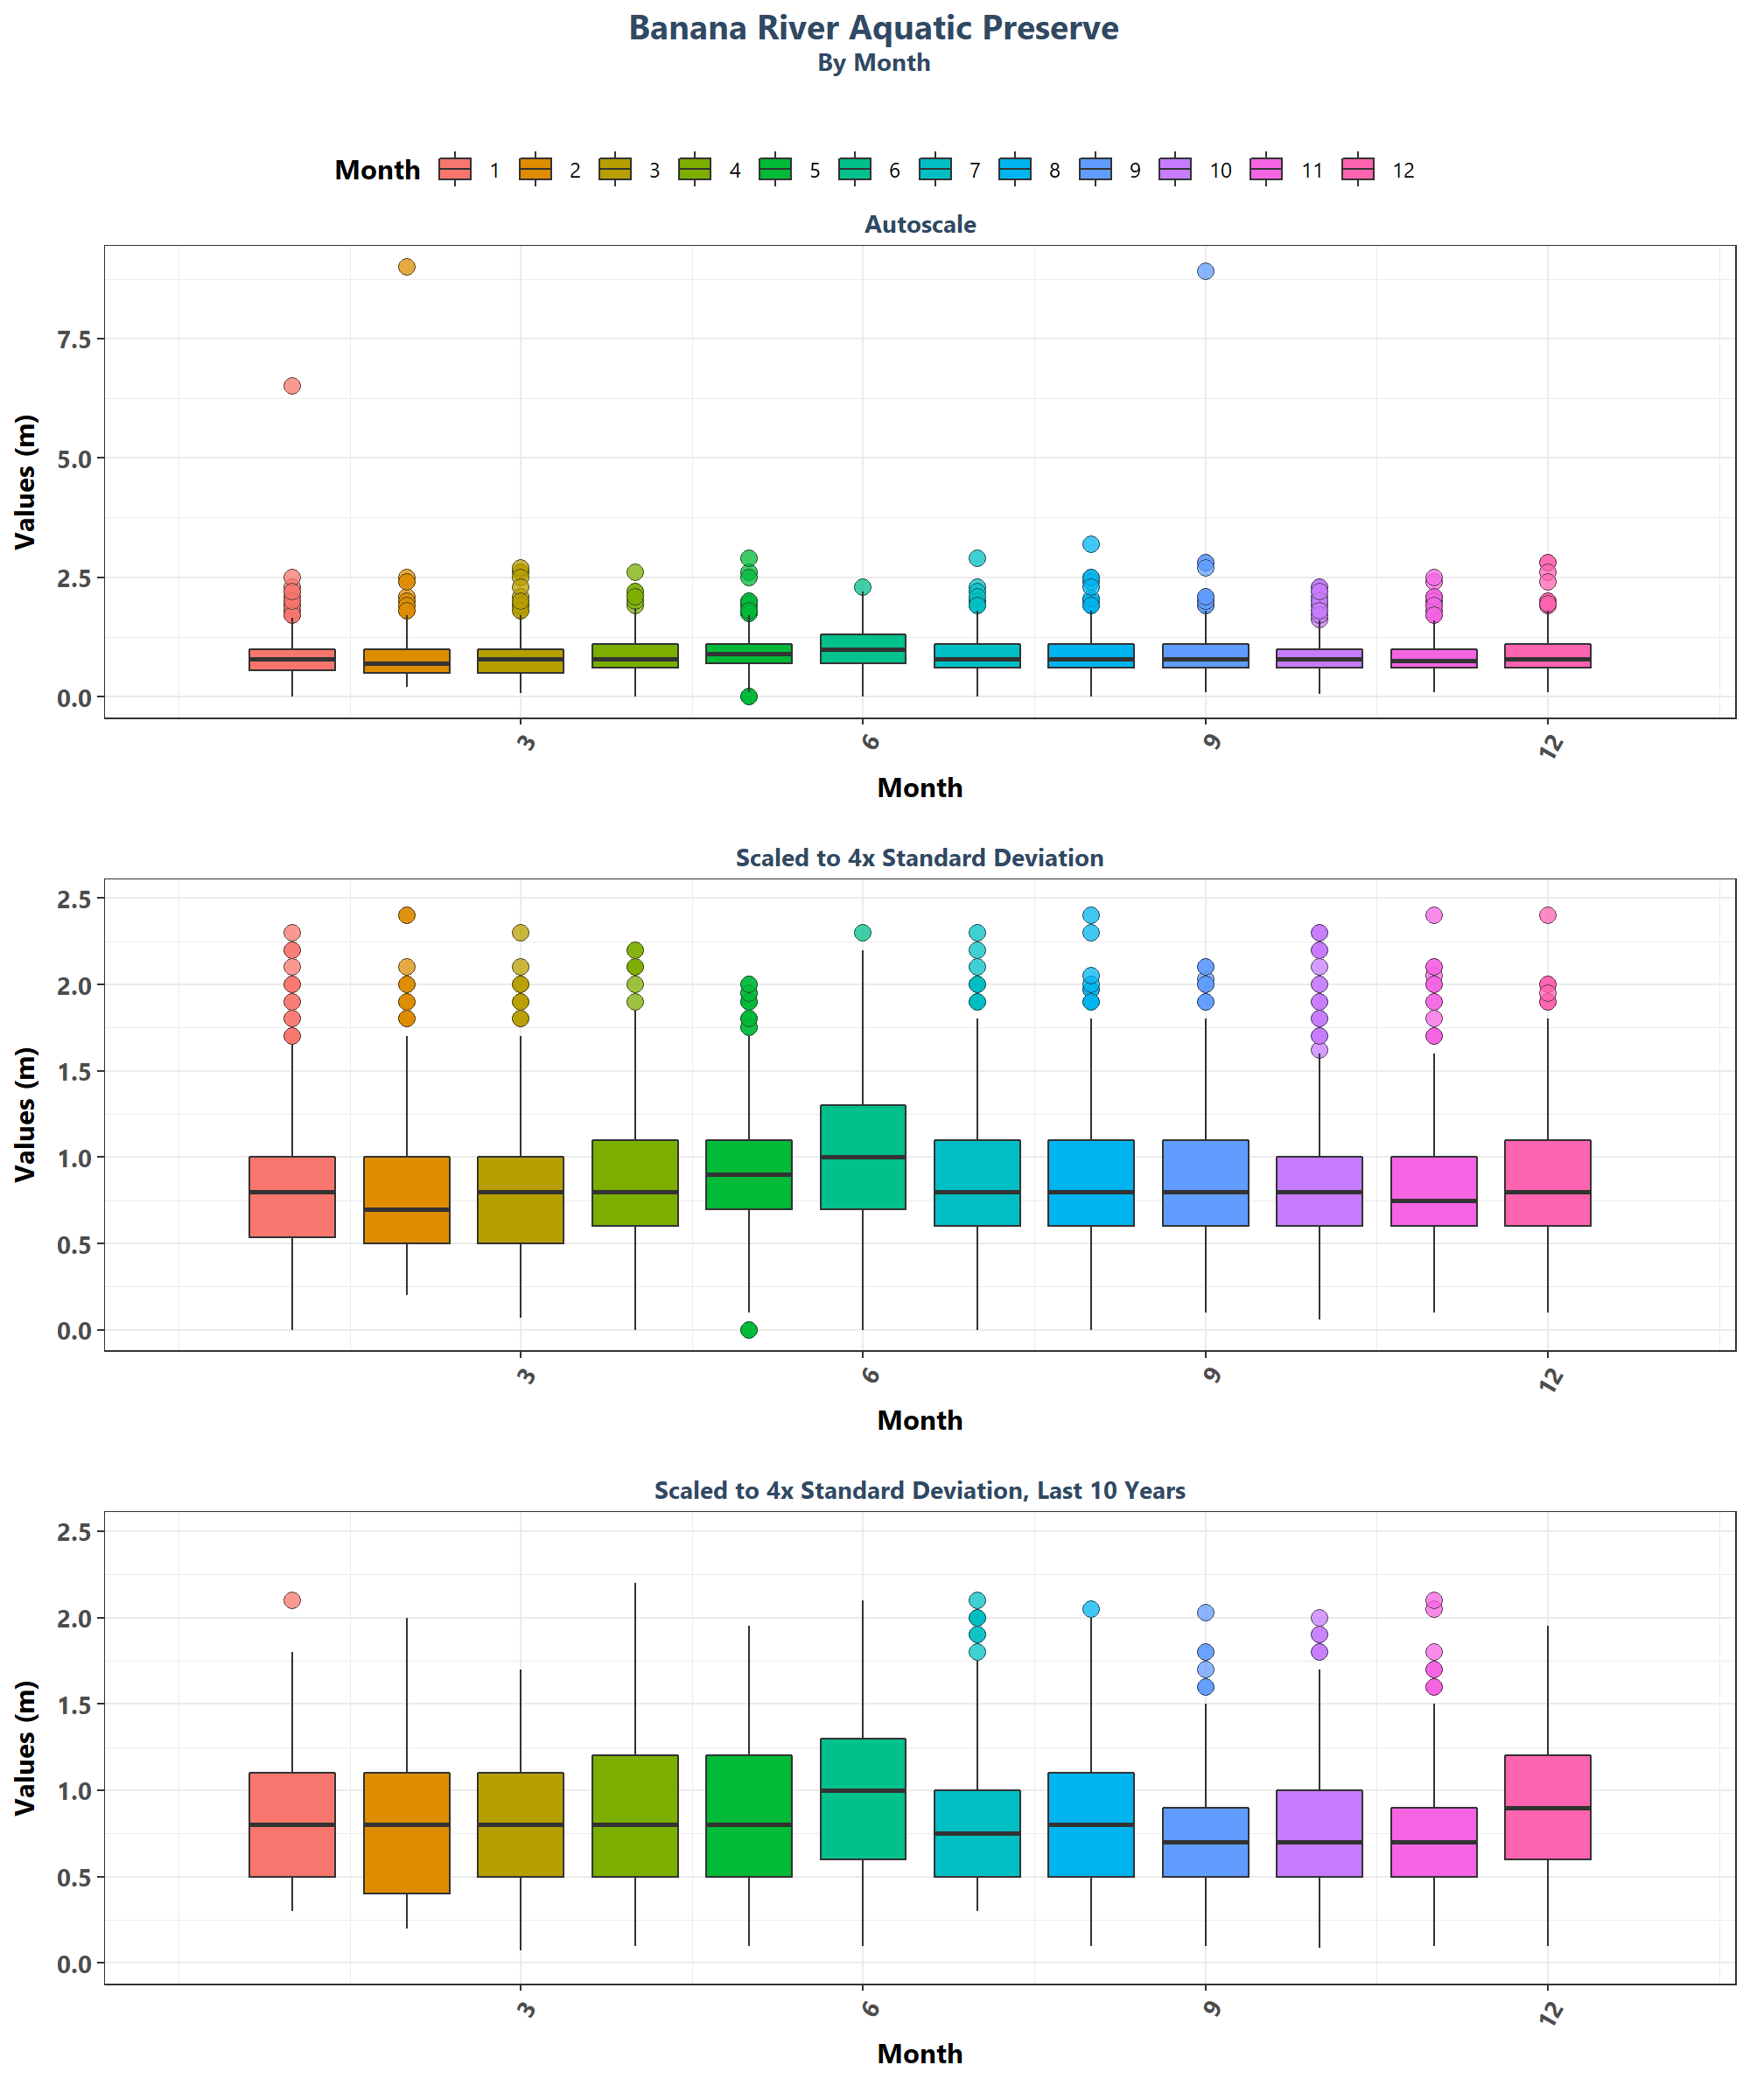 Banana River Aquatic Preserve
By Month
Month 1 2 3 4 5 6 7 8 9 10 11 12
Autoscale
Values (m)
7.5
5.0
2.5
0.0
3 6 9 12
Month
Scaled to 4x Standard Deviation
Values (m)
2.5
2.0
1.5
1.0
0.5
0.0
3 6 9 12
Month
Scaled to 4x Standard Deviation, Last 10 Years
Values (m)
2.5
2.0
1.5
1.0
0.5
0.0
3 6 9 12
Month